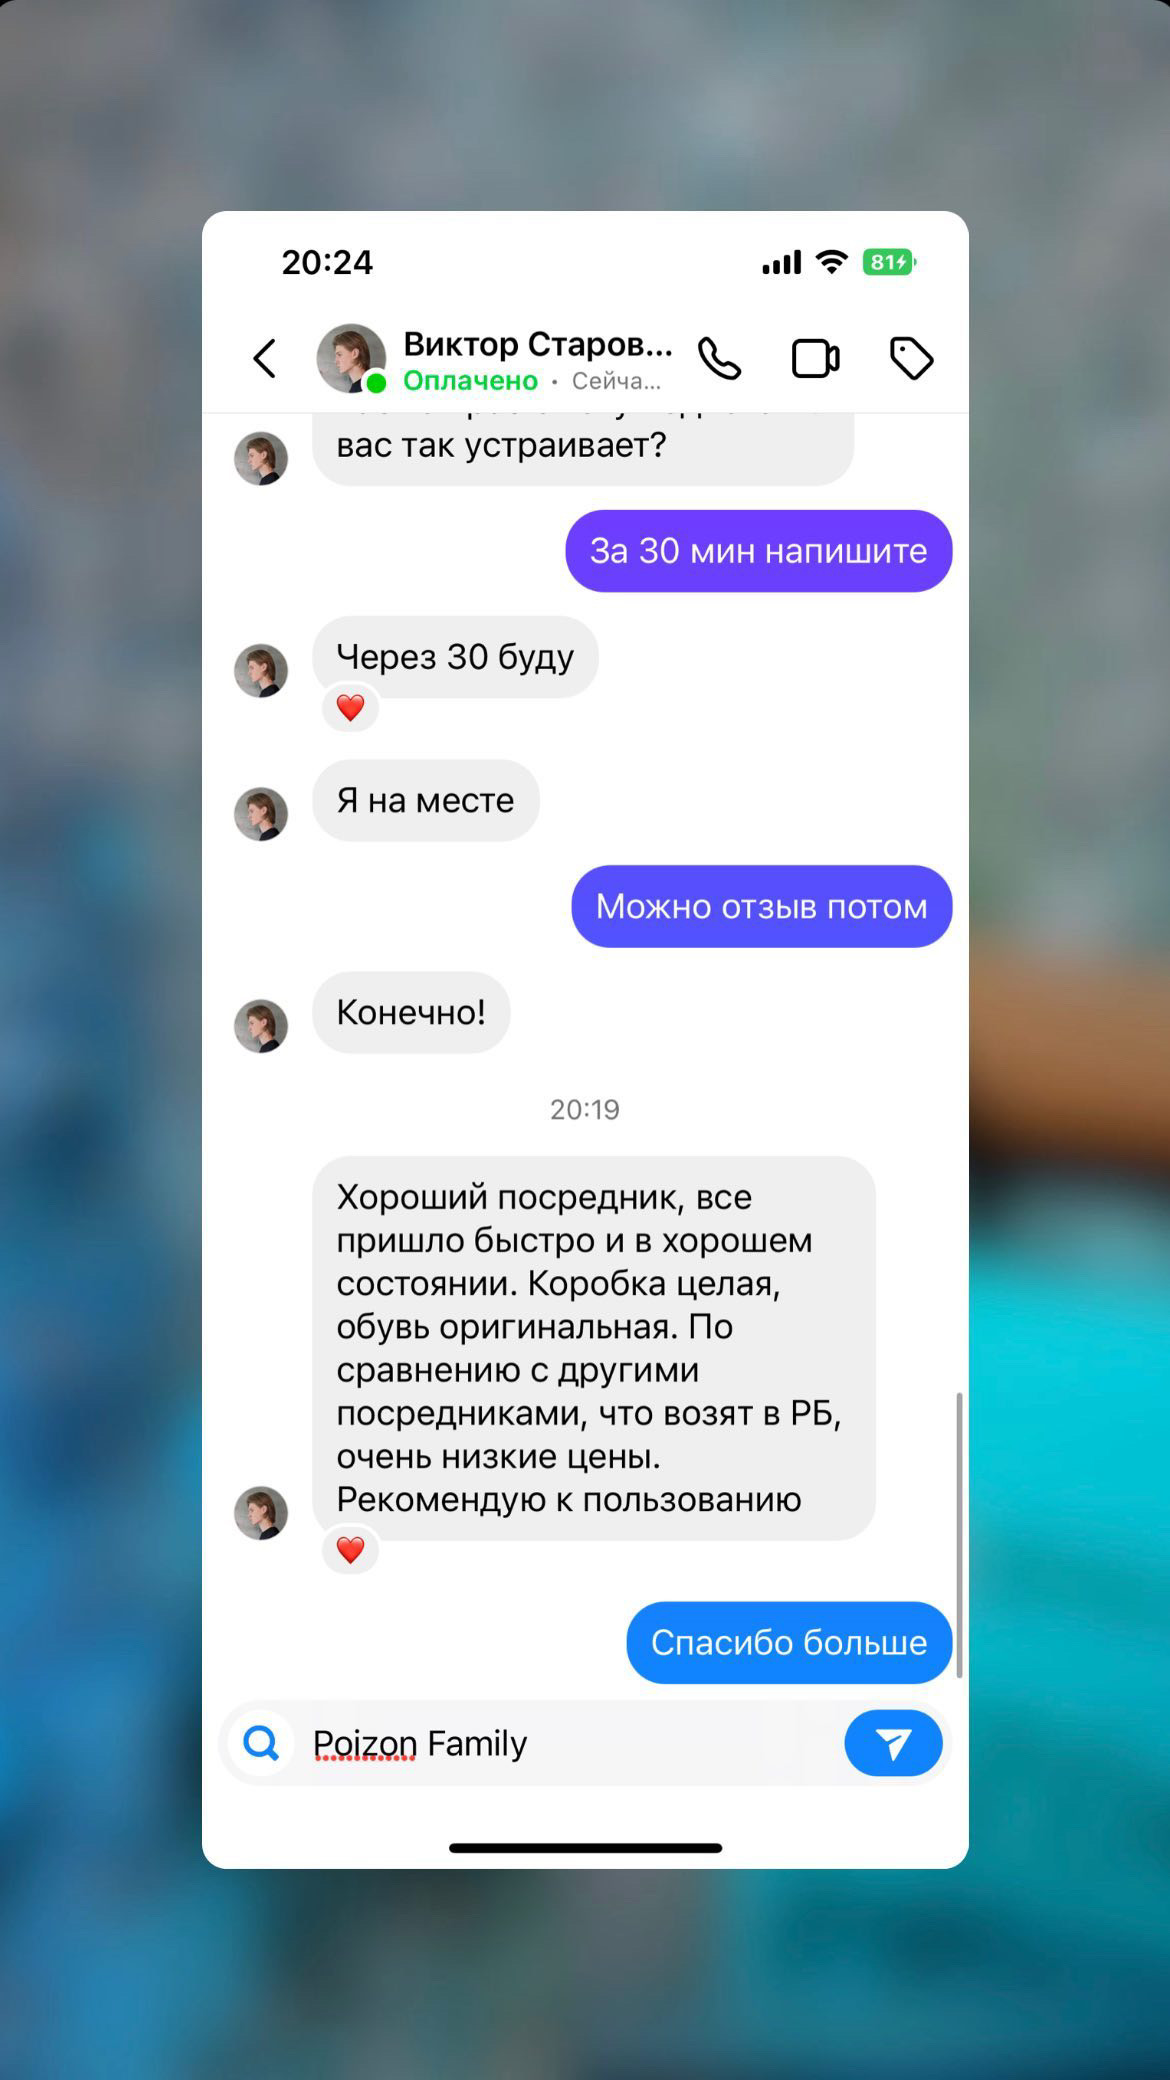 20:24
81
Виктор Старов...
Оплачено · Сейча...
вас так устраивает?
За 30 мин напишите
Через 30 буду
Я на месте
Можно отзыв потом
Конечно!
20:19
Хороший посредник, все
пришло быстро и в хорошем
состоянии. Коробка целая,
обувь оригинальная. По
сравнению с другими
посредниками, что возят в РБ,
очень низкие цены.
Рекомендую к пользованию
Спасибо больше
Poizon Family